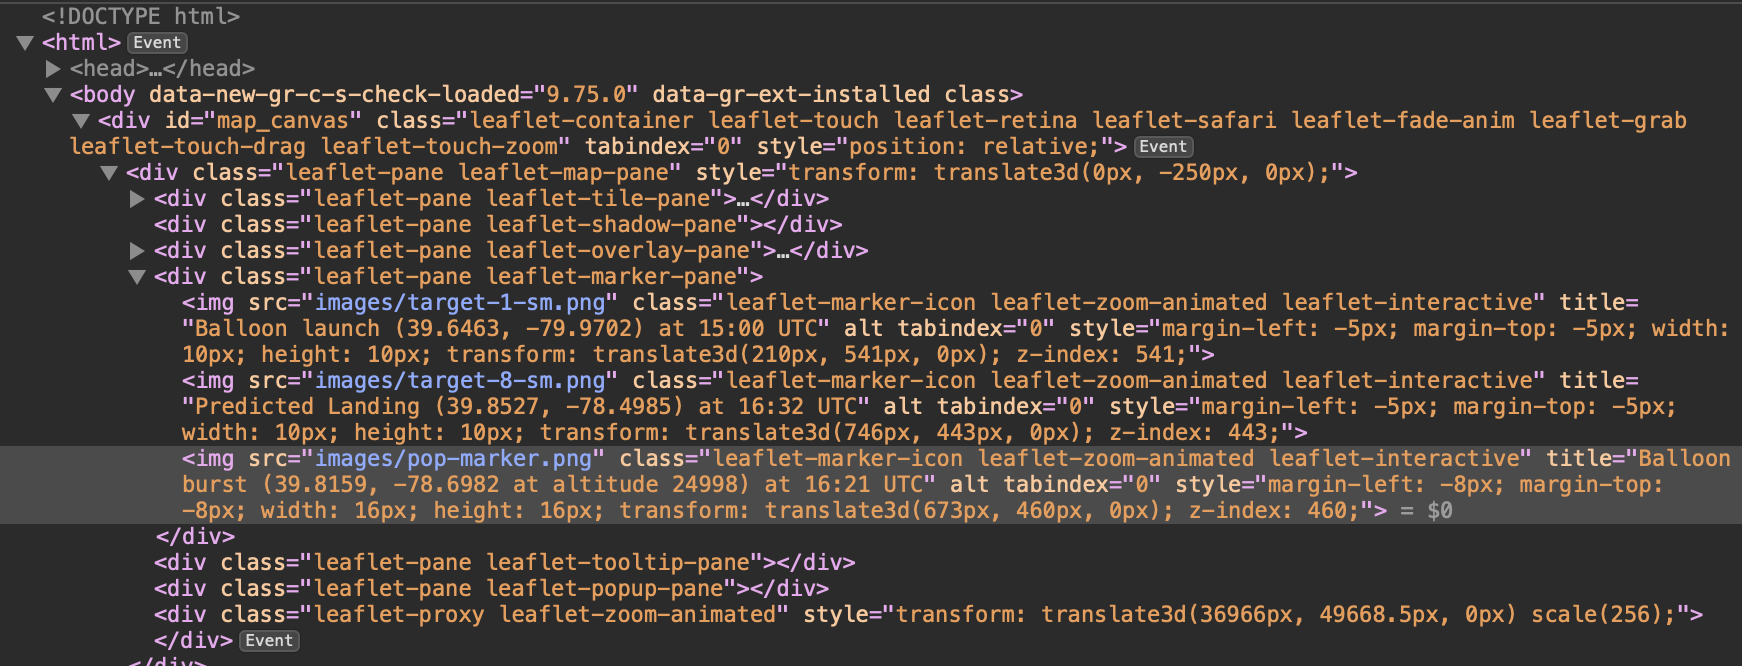 <!DOCTYPE html>
▼ <html> Event
▶ <head>…</head>
▼ <body data-new-gr-c-s-check-loaded="9.75.0" data-gr-ext-installed class>
▼ <div id="map_canvas" class="leaflet-container leaflet-touch leaflet-retina leaflet-safari leaflet-fade-anim leaflet-grab
leaflet-touch-drag leaflet-touch-zoom" tabindex="0" style="position: relative;"> Event
▼ <div class="leaflet-pane leaflet-map-pane" style="transform: translate3d(0px, -250px, 0px);">
▶ <div class="leaflet-pane leaflet-tile-pane">…</div>
<div class="leaflet-pane leaflet-shadow-pane"></div>
▶ <div class="leaflet-pane leaflet-overlay-pane">…</div>
▼ <div class="leaflet-pane leaflet-marker-pane">
<img src="images/target-1-sm.png" class="leaflet-marker-icon leaflet-zoom-animated leaflet-interactive" title=
"Balloon launch (39.6463, -79.9702) at 15:00 UTC" alt tabindex="0" style="margin-left: -5px; margin-top: -5px; width:
10px; height: 10px; transform: translate3d(210px, 541px, 0px); z-index: 541;">
<img src="images/target-8-sm.png" class="leaflet-marker-icon leaflet-zoom-animated leaflet-interactive" title=
"Predicted Landing (39.8527, -78.4985) at 16:32 UTC" alt tabindex="0" style="margin-left: -5px; margin-top: -5px;
width: 10px; height: 10px; transform: translate3d(746px, 443px, 0px); z-index: 443;">
<img src="images/pop-marker.png" class="leaflet-marker-icon leaflet-zoom-animated leaflet-interactive" title="Balloon
burst (39.8159, -78.6982 at altitude 24998) at 16:21 UTC" alt tabindex="0" style="margin-left: -8px; margin-top:
-8px; width: 16px; height: 16px; transform: translate3d(673px, 460px, 0px); z-index: 460;"> = $0
</div>
<div class="leaflet-pane leaflet-tooltip-pane"></div>
<div class="leaflet-pane leaflet-popup-pane"></div>
<div class="leaflet-proxy leaflet-zoom-animated" style="transform: translate3d(36966px, 49668.5px, 0px) scale(256);">
</div> Event
</div>